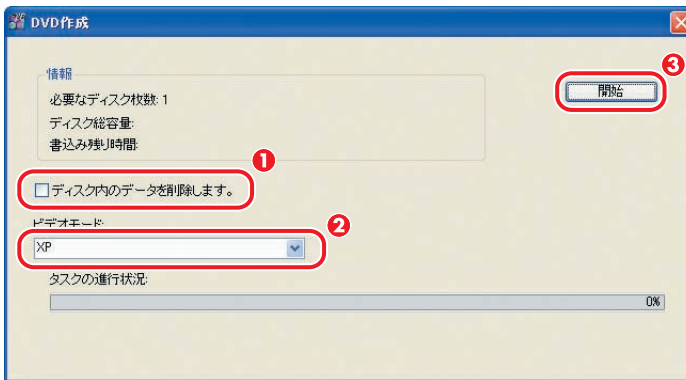 DVD作成
情報
必要なディスク枚数: 1
ディスク総容量:
書込み残り時間:
❸
開始
❶
ディスク内のデータを削除します。
ビデオモード:
❷
XP
タスクの進行状況:
0%